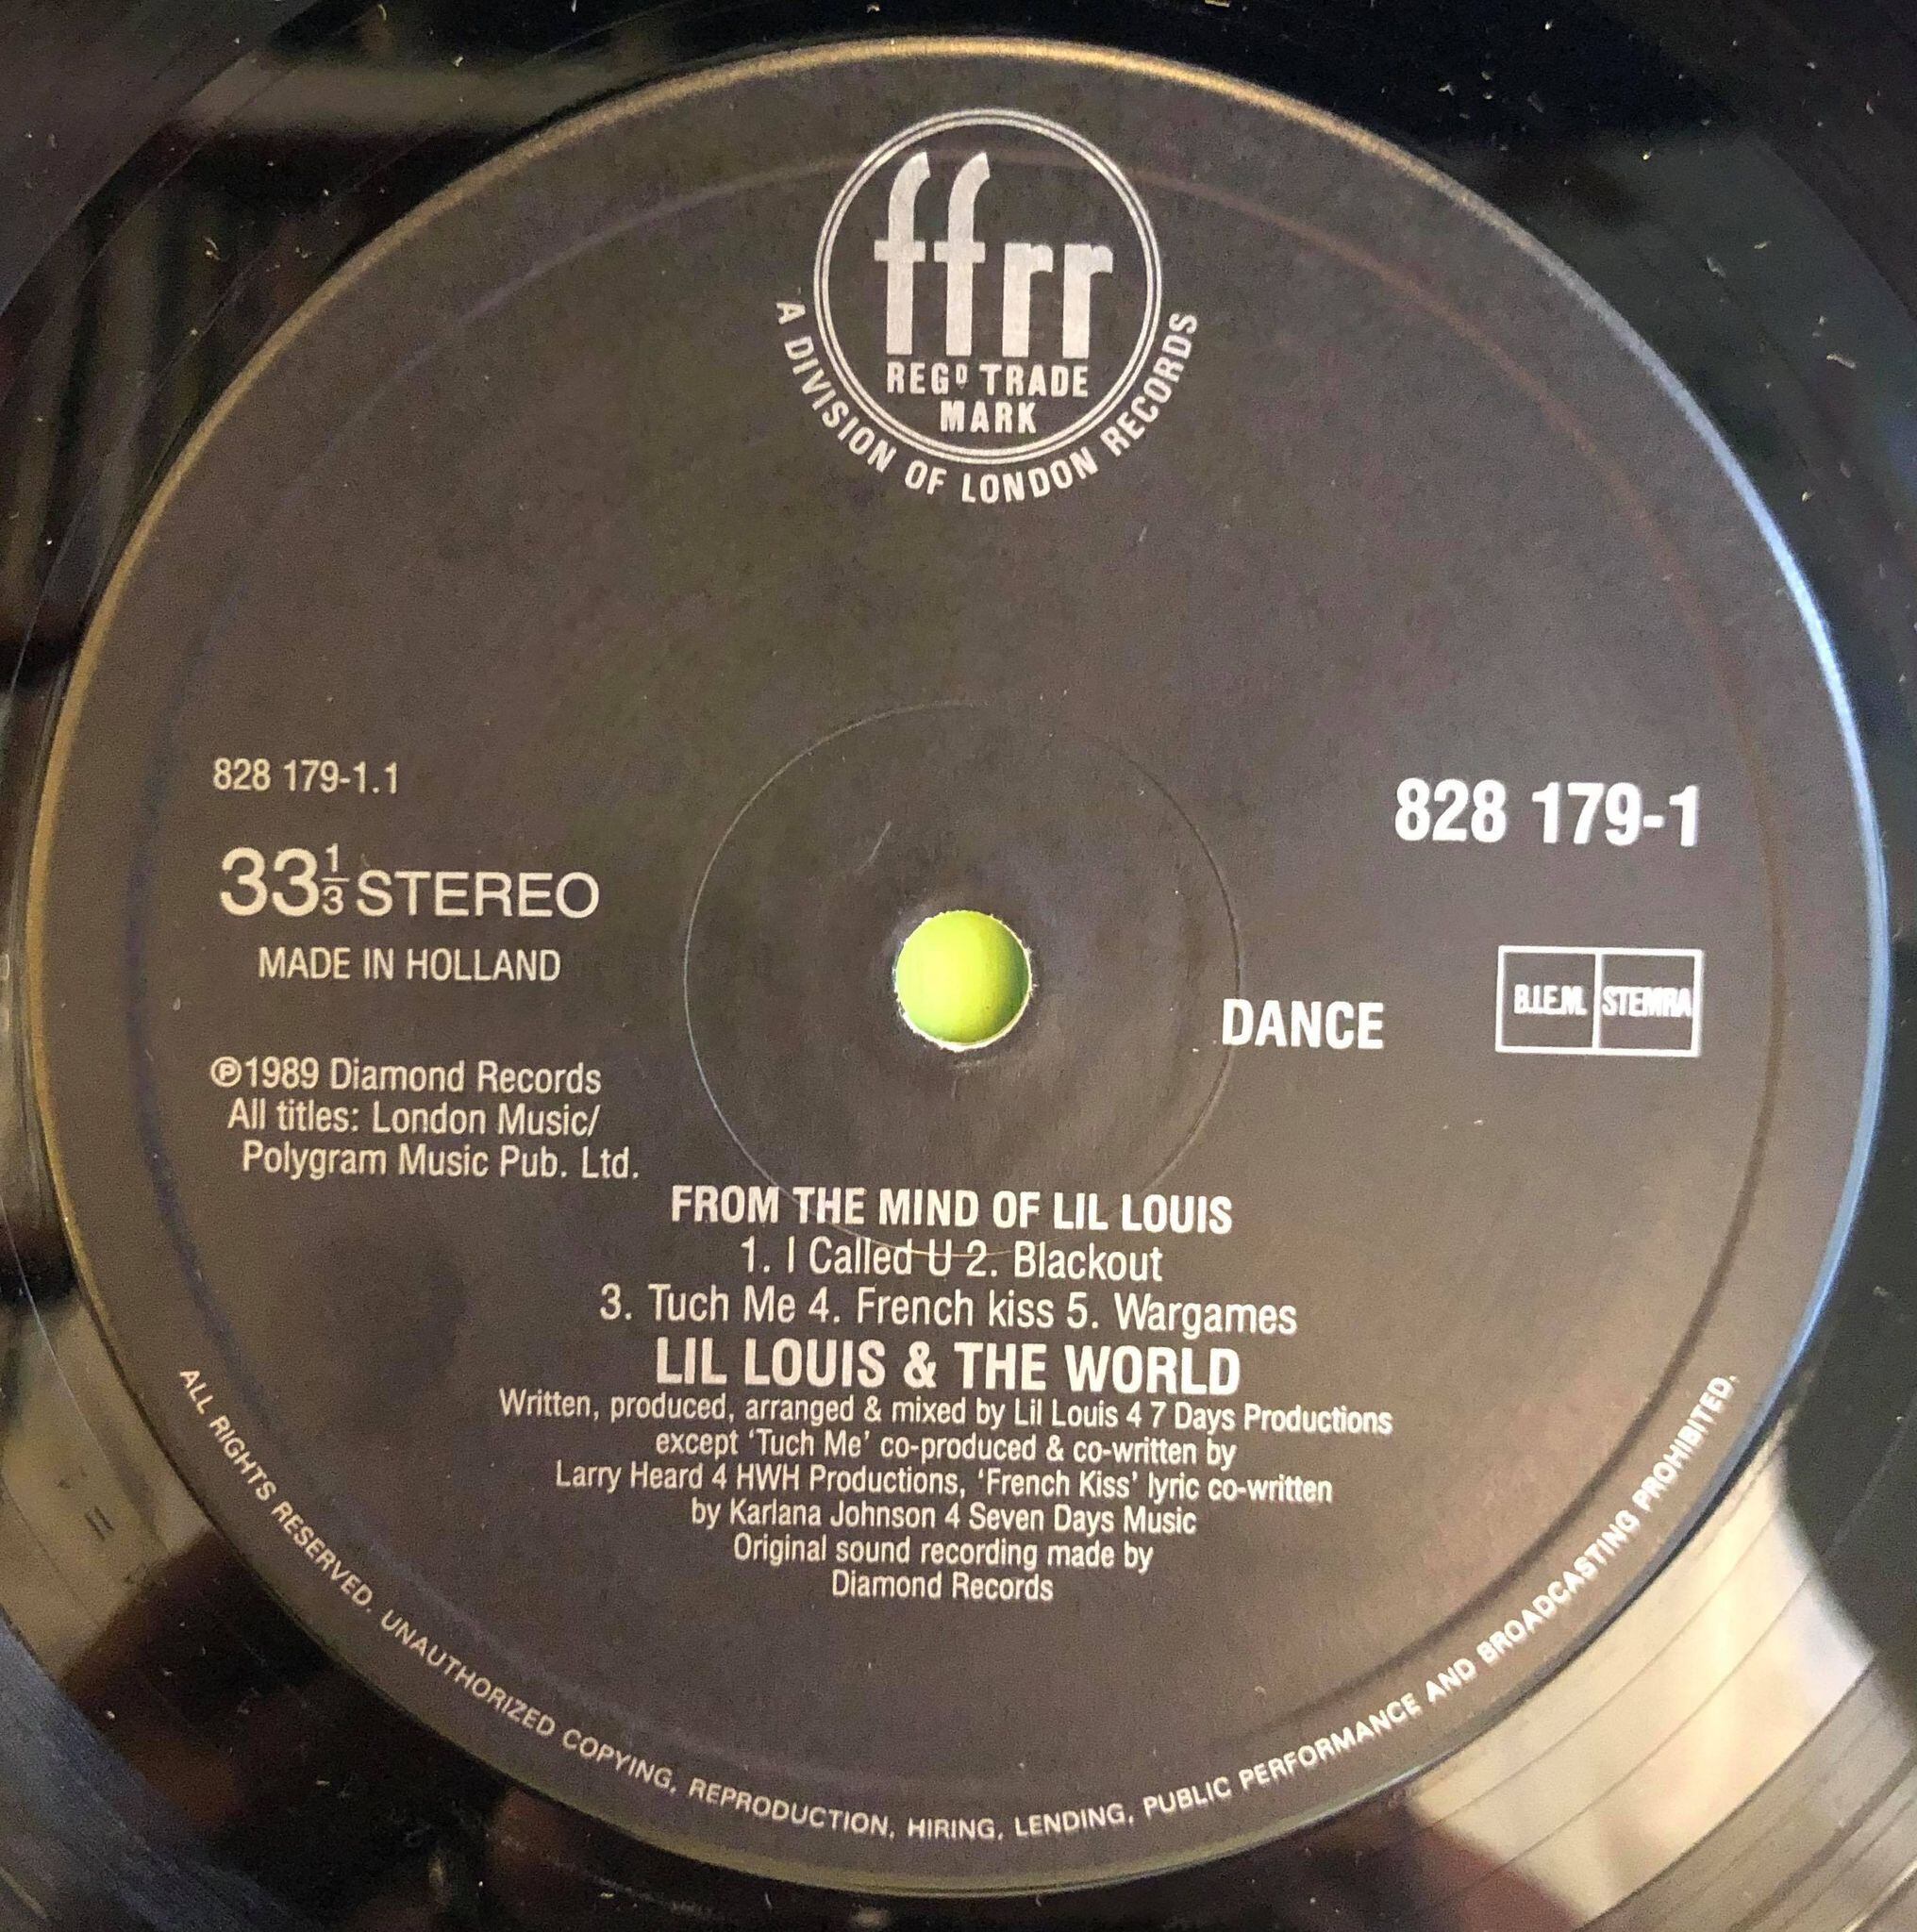 ffrr
REGD TRADE
MARK
A DIVISION OF LONDON RECORDS
828 179-1.1
33 1/3 STEREO
MADE IN HOLLAND
828 179-1
DANCE
B.I.E.M. STEMRA
℗1989 Diamond Records
All titles: London Music/
Polygram Music Pub. Ltd.
FROM THE MIND OF LIL LOUIS
1. I Called U 2. Blackout
3. Tuch Me 4. French kiss 5. Wargames
LIL LOUIS & THE WORLD
Written, produced, arranged & mixed by Lil Louis 4 7 Days Productions
except ‘Tuch Me’ co-produced & co-written by
Larry Heard 4 HWH Productions, ‘French Kiss’ lyric co-written
by Karlana Johnson 4 Seven Days Music
Original sound recording made by
Diamond Records
ALL RIGHTS RESERVED. UNAUTHORIZED COPYING, REPRODUCTION, HIRING, LENDING, PUBLIC PERFORMANCE AND BROADCASTING PROHIBITED,